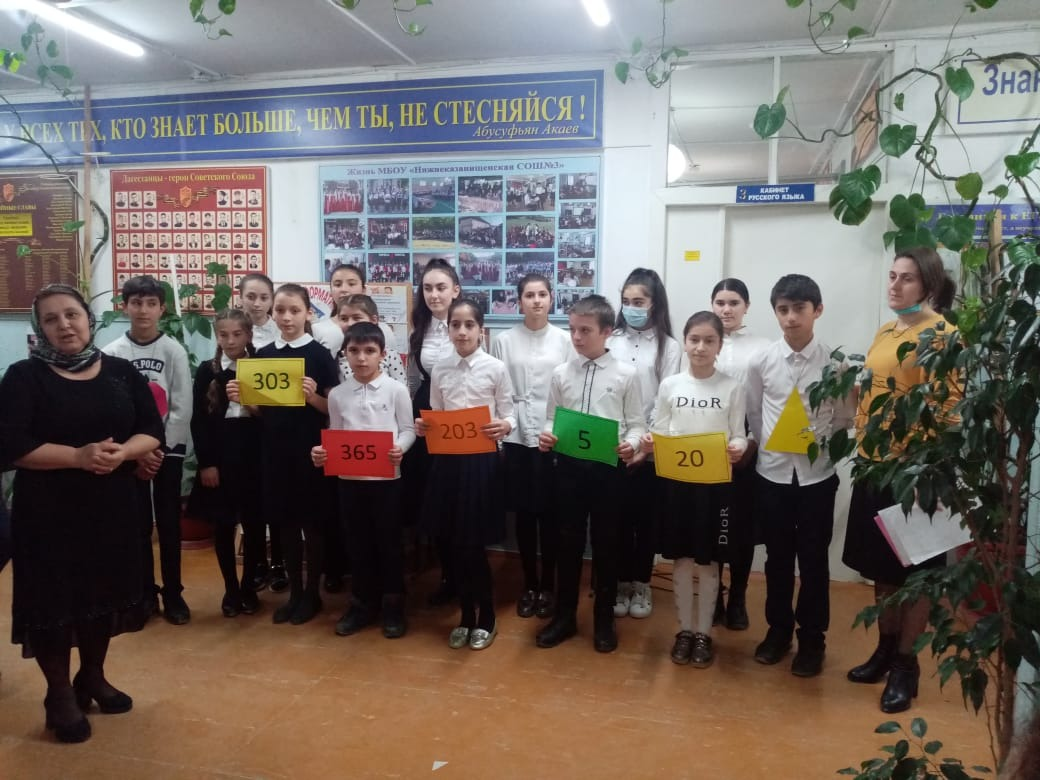 У ВСЕХ ТЕХ, КТО ЗНАЕТ БОЛЬШЕ, ЧЕМ ТЫ, НЕ СТЕСНЯЙСЯ !
Абусуфьян Акаев
Знан
Дагестанцы - герои Советского Союза
Жизнь МБОУ «Нижнеказанищенская СОШ№3»
3 КАБИНЕТ
РУССКОГО ЯЗЫКА
S.POLO
303
365
203
5
20
DIOR
DIOR